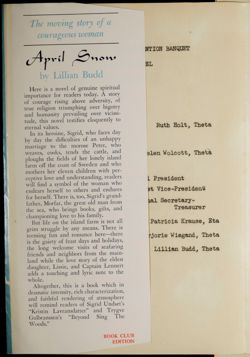 The moving story of a
courageous woman
April Snow
by Lillian Budd
Here is a novel of genuine spiritual
importance for readers today. A story
of courage rising above adversity, of
true religion triumphing over bigotry
and humanity prevailing over vicissi-
tude, this novel testifies eloquently to
eternal values.
In its heroine, Sigrid, who faces day
by day the difficulties of an unhappy
marriage to the morose Peter, who
weaves, cooks, tends the cattle, and
ploughs the fields of her lonely island
farm off the coast of Sweden and who
mothers her eleven children with per-
ceptive love and understanding, readers
will find a symbol of the woman who
endures herself to others and endures
for herself. There is, too, Sigrid's grand-
father, Morfar, the great old man from
the sea, who brings books, gifts, and
championing love to his family.
But life on the island farm is not all
grim struggle by any means. There is
teeming fun and romance here—there
is the gaiety of feast days and holidays,
the long welcome visits of seafaring
friends and neighbors from the main-
land while the love story of the eldest
daughter, Lissie, and Captain Lennert
adds a touching and lyric note to the
whole.
Altogether, this is a book which in
dramatic intensity, rich characterization,
and faithful rendering of atmosphere
will remind readers of Sigrid Undset's
"Kristin Lavransdatter" and Trygve
Gulbranssen's "Beyond Sing The
Woods."
BOOK CLUB
EDITION
NTION BANQUET
EL
Ruth Holt, Theta
elen Wolcott, Theta
l President
st Vice-President
al Secretary-
Treasurer
Patricia Krause, Eta
rjorie Wiegand, Theta
Lillian Budd, Theta